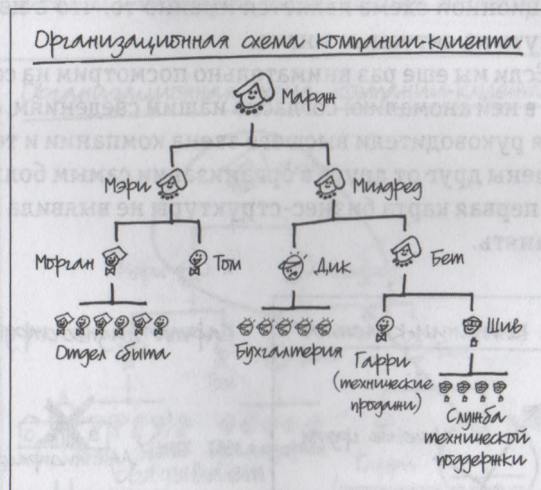 Организационная схема компании-клиента
Мардж
Мэри
Милдред
Морган
Том
Дик
Бет
Отдел сбыта
Бухгалтерия
Гарри
(технические
продажи)
Шив
Служба
технической
поддержки